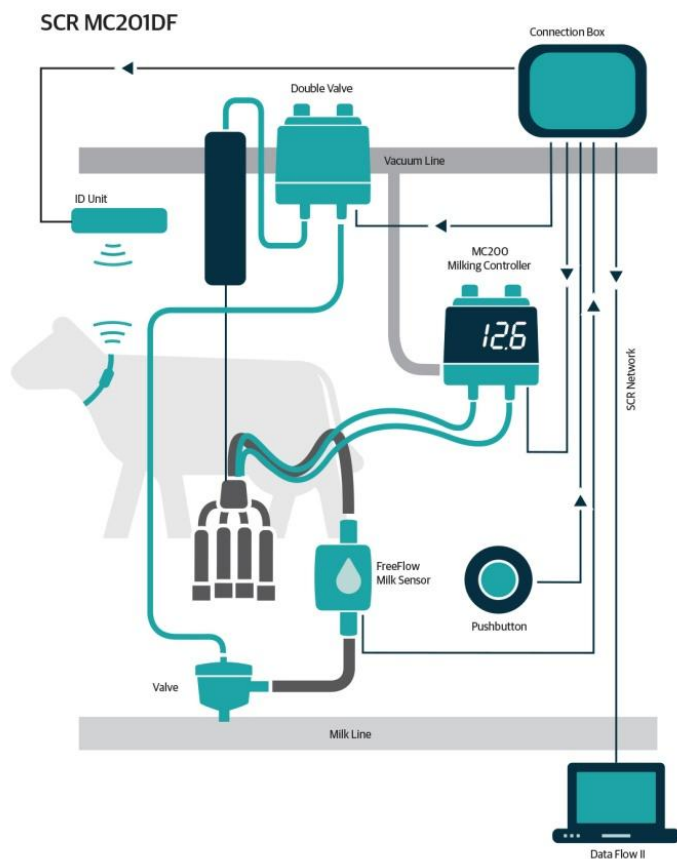 SCR MC201DF
Connection Box
Double Valve
Vacuum Line
ID Unit
MC200
Milking Controller
12.6
SCR Network
FreeFlow
Milk Sensor
Pushbutton
Valve
Milk Line
Data Flow II